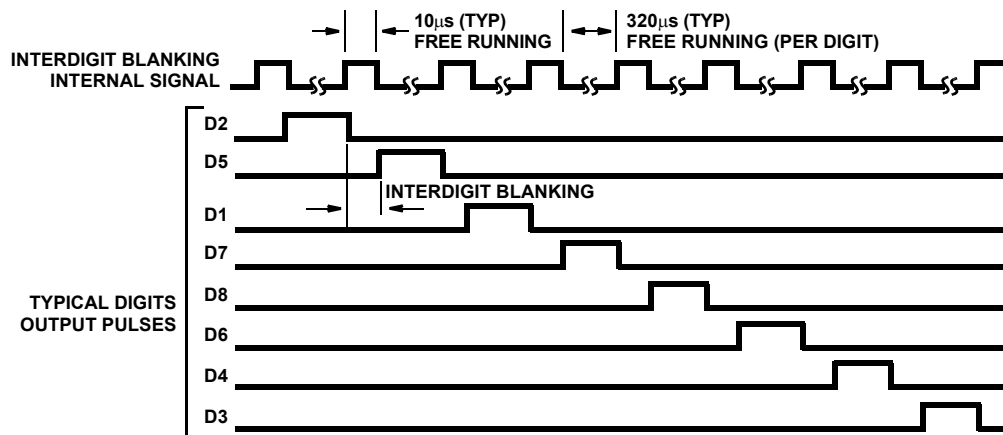 10µs (TYP)
FREE RUNNING
320µs (TYP)
FREE RUNNING (PER DIGIT)
INTERDIGIT BLANKING
INTERNAL SIGNAL
D2
D5
INTERDIGIT BLANKING
D1
D7
TYPICAL DIGITS
OUTPUT PULSES
D8
D6
D4
D3